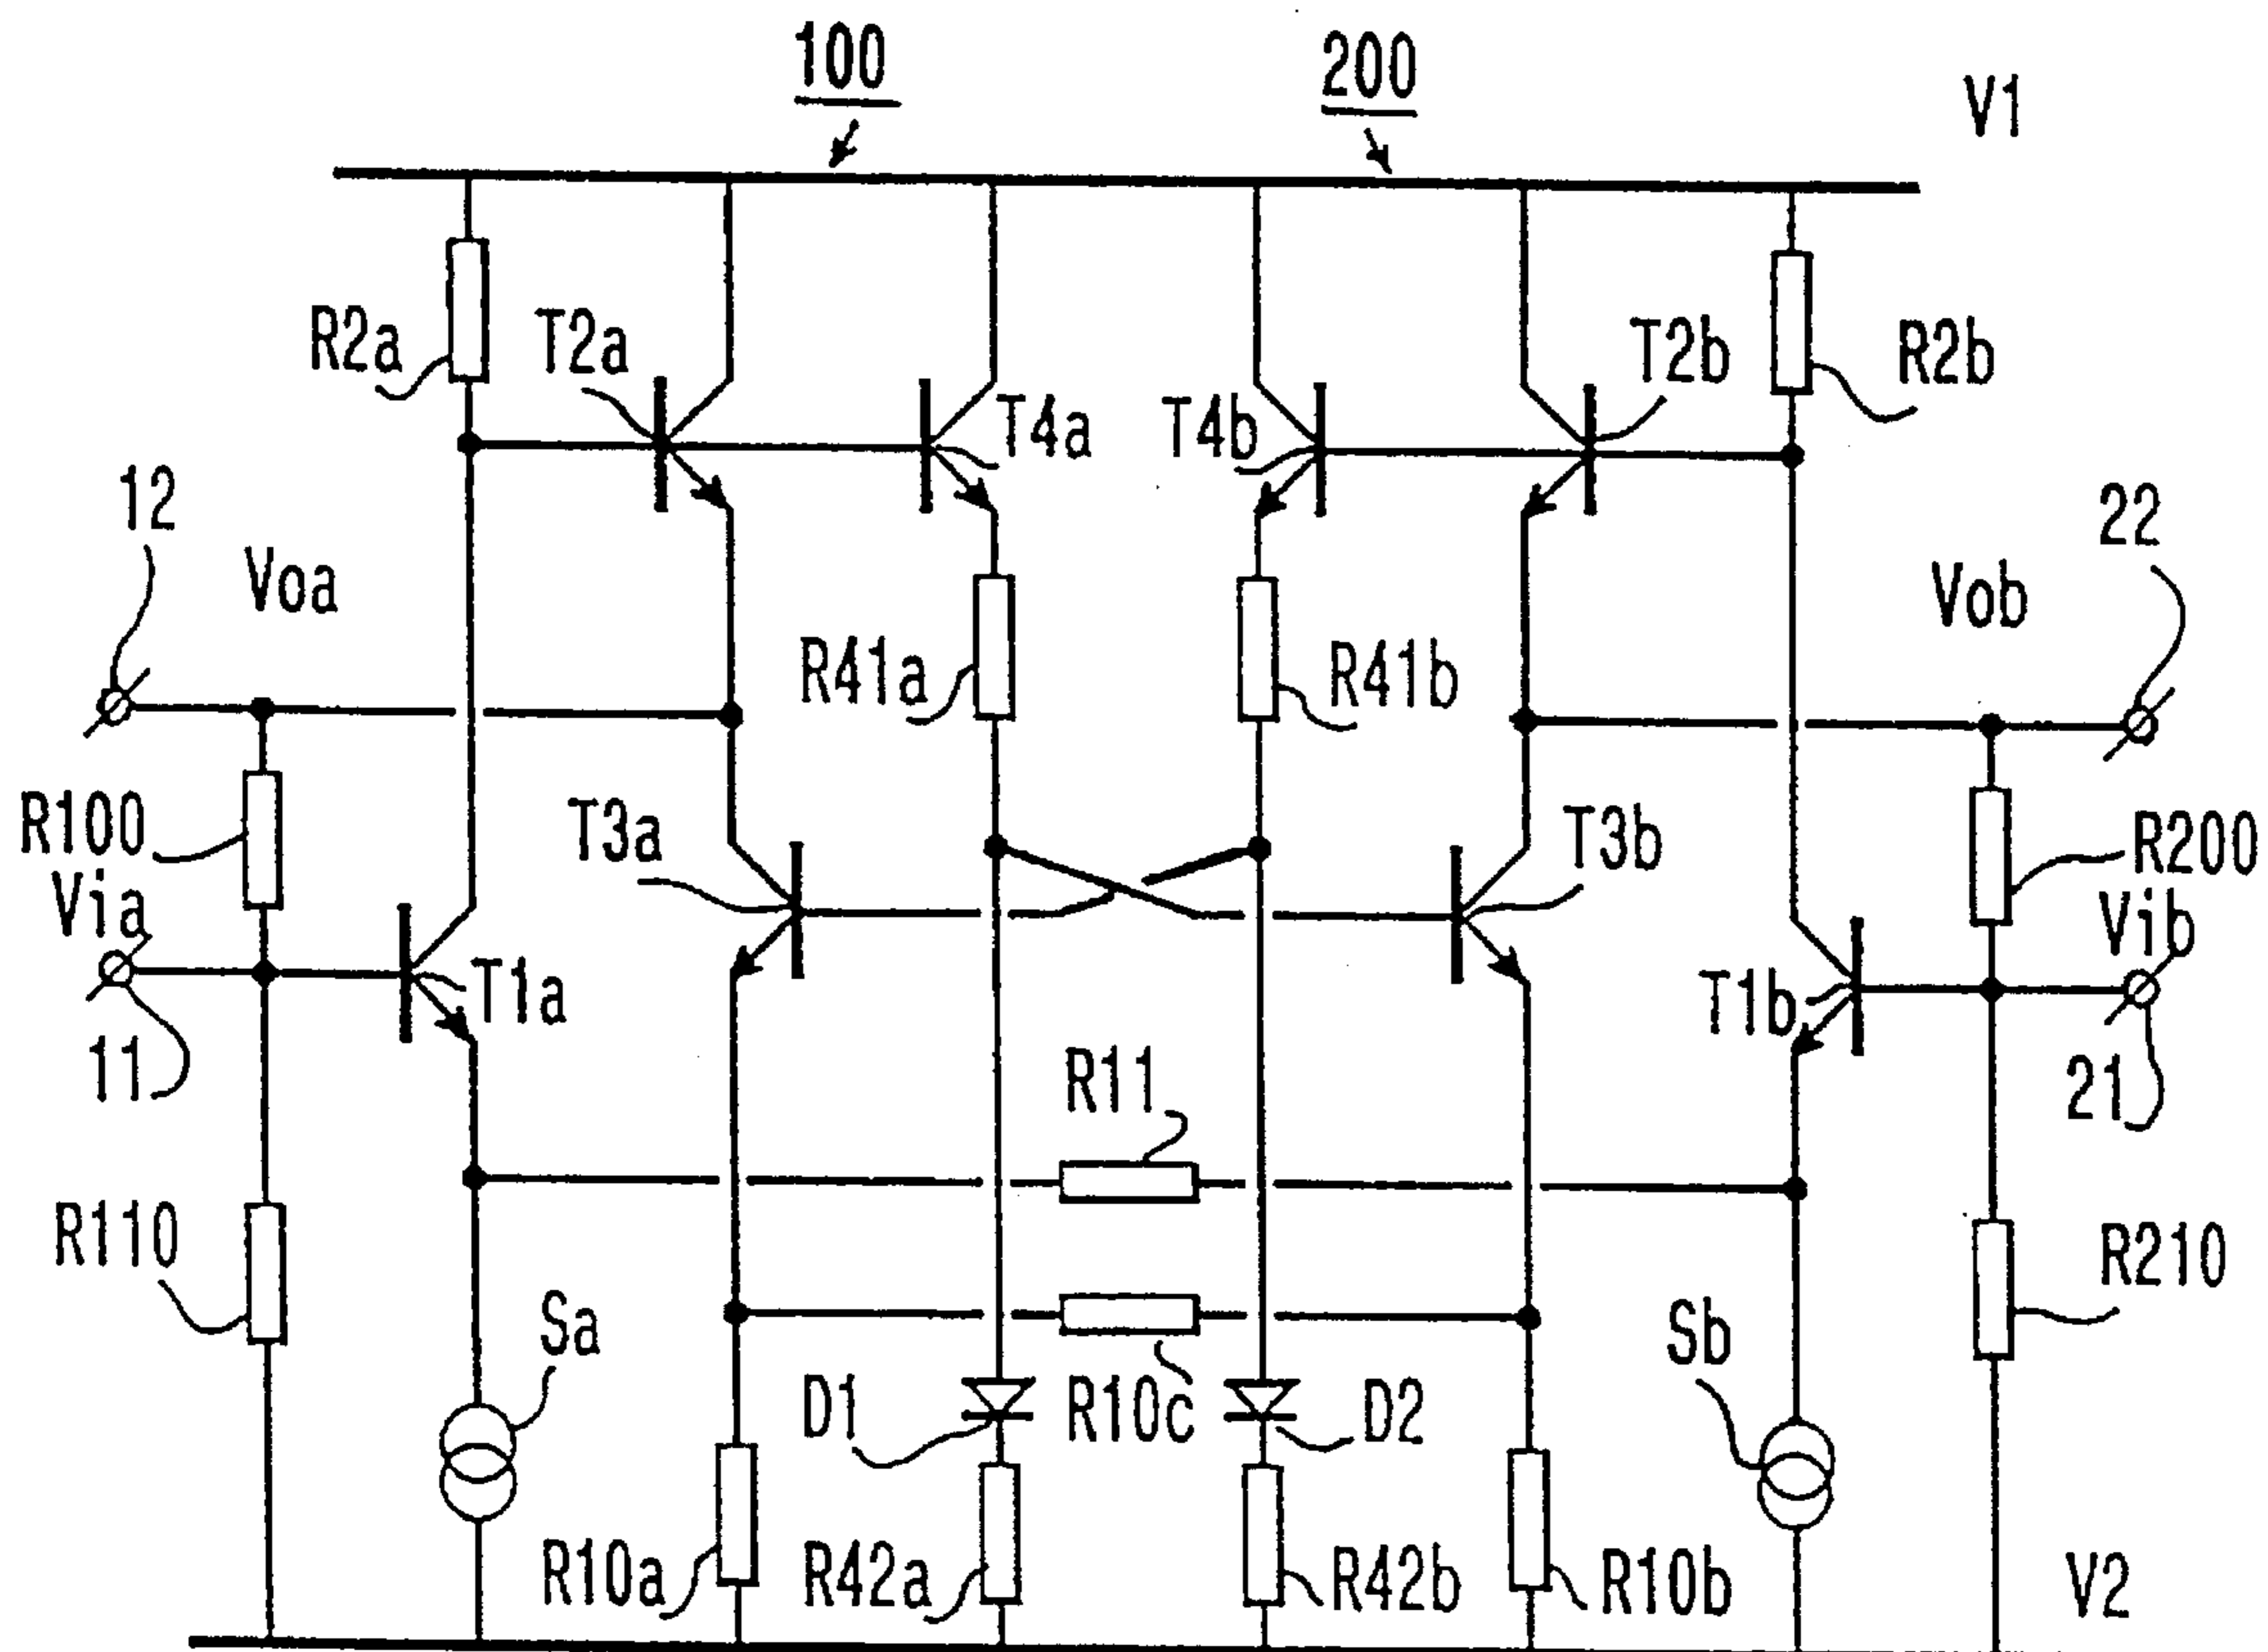 100
200
V1
R2a
T2a
T4a
T4b
T2b
R2b
12
Voa
22
Vob
R41a
R41b
R100
Via
T3a
T3b
R200
Vib
T1a
T1b
11
21
R11
R110
R210
Sa
Sb
D1
R10c
D2
R10a
R42a
R42b
R10b
V2